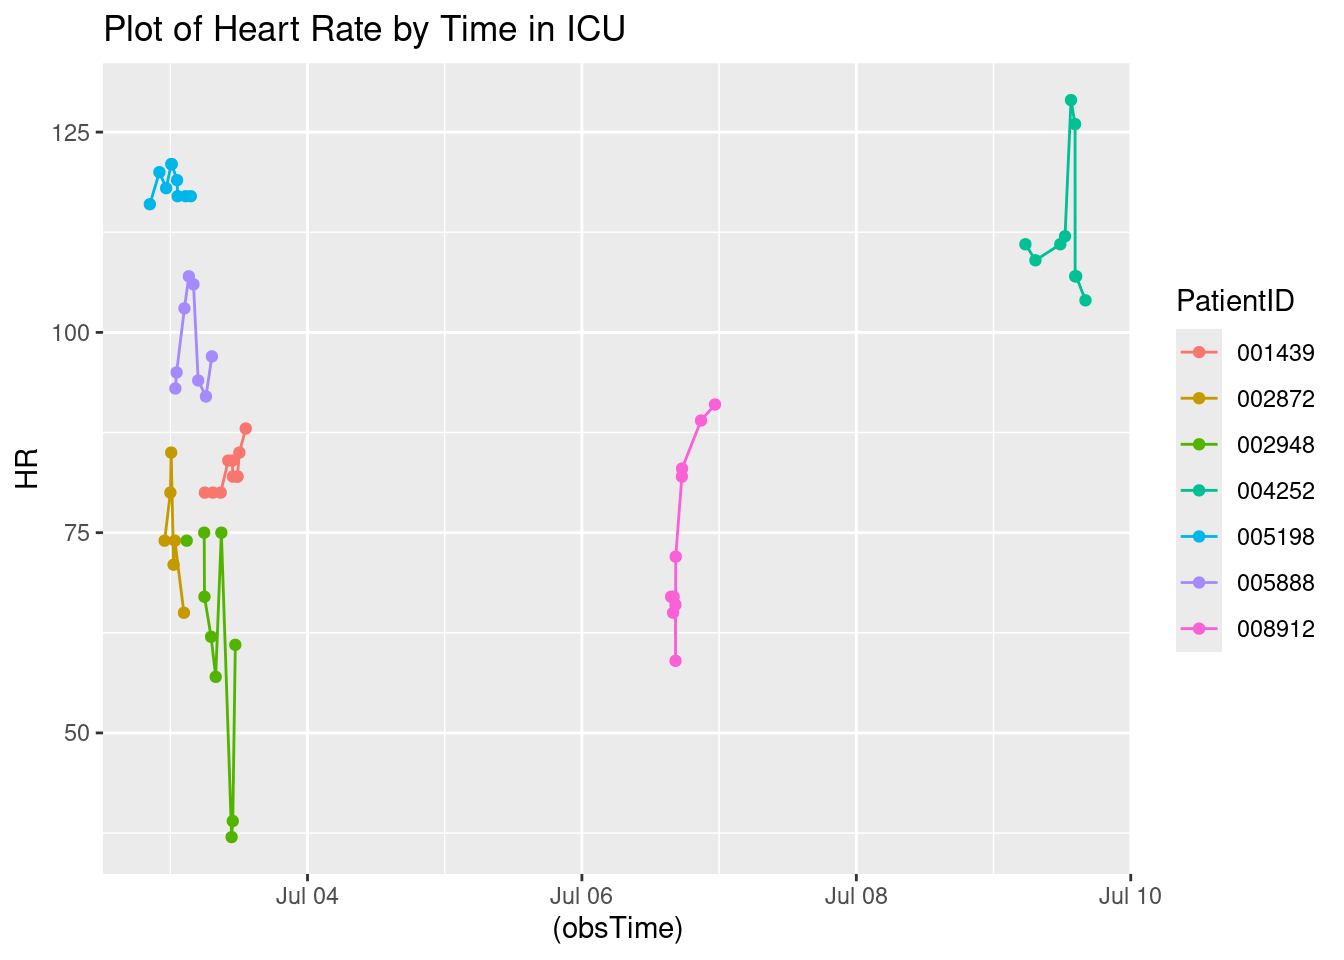 Plot of Heart Rate by Time in ICU
HR
125
100
75
50
Jul 04
Jul 06
Jul 08
Jul 10
(obsTime)
PatientID
001439
002872
002948
004252
005198
005888
008912